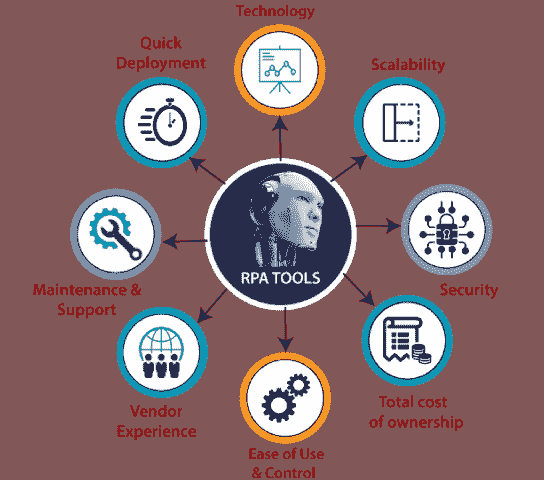 Technology
Quick
Deployment
Scalability
RPA TOOLS
Maintenance &
Support
Security
Vendor
Experience
Total cost
of ownership
Ease of Use
& Control